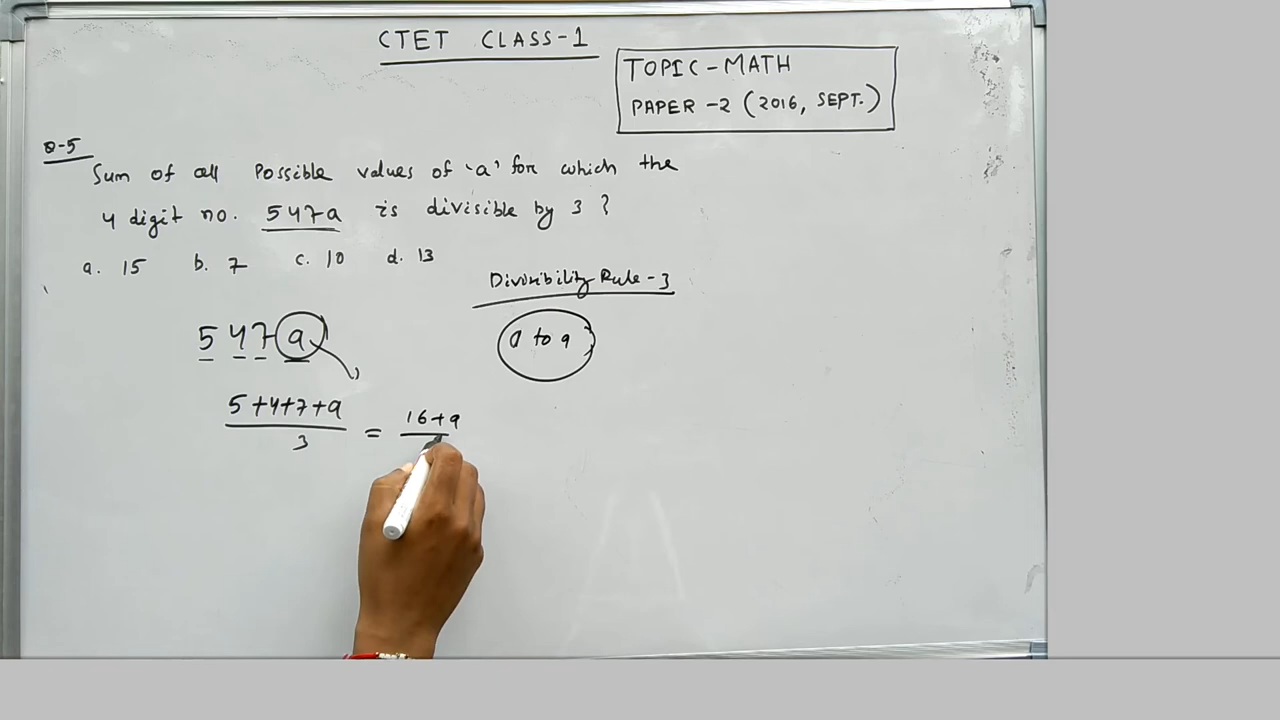 CTET CLASS-1
TOPIC-MATH
PAPER-2 (2016, SEPT.)
Q-5
Sum of all Possible values of 'a' for which the
4 digit no. 547a is divisible by 3 ?
a. 15 b. 7 c. 10 d. 13
Divisibility Rule-3
547a
0 to 9
5+4+7+a
3
=
16+a